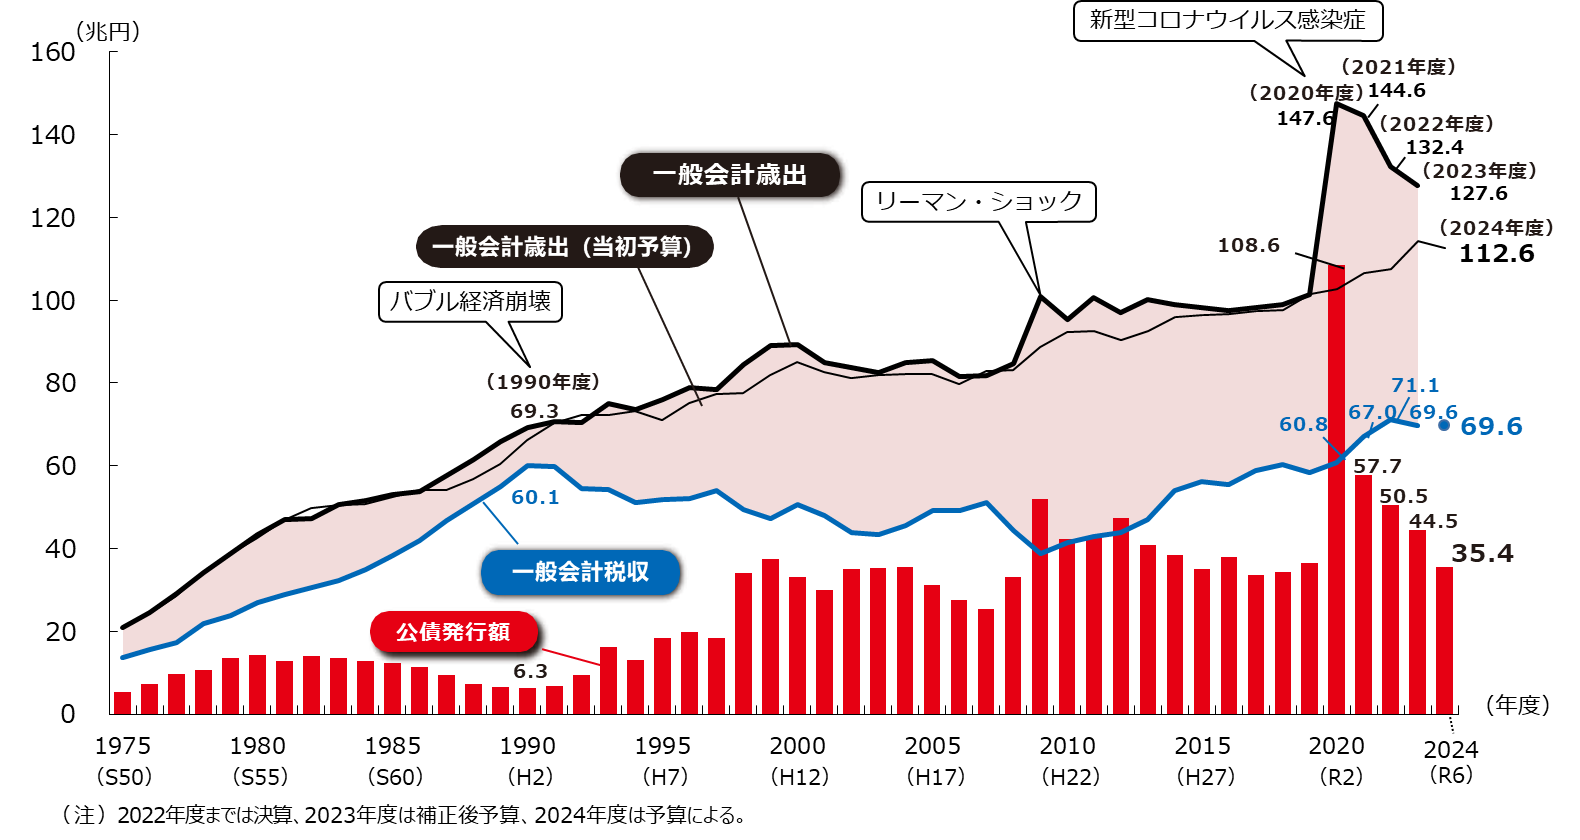 （兆円）
新型コロナウイルス感染症
160
（2021年度）
144.6
（2020年度）
147.6
140
（2022年度）
132.4
一般会計歳出
（2023年度）
127.6
リーマン・ショック
120
（2024年度）
112.6
一般会計歳出（当初予算）
108.6
バブル経済崩壊
100
80
（1990年度）
69.3
71.1
67.0
69.6
60.8
69.6
60
60.1
57.7
50.5
44.5
40
35.4
一般会計税収
20
公債発行額
6.3
0
（年度）
1975 1980 1985 1990 1995 2000 2005 2010 2015 2020 2024
（S50） （S55） （S60） （H2） （H7） （H12） （H17） （H22） （H27） （R2） （R6）
（注）2022年度までは決算、2023年度は補正後予算、2024年度は予算による。